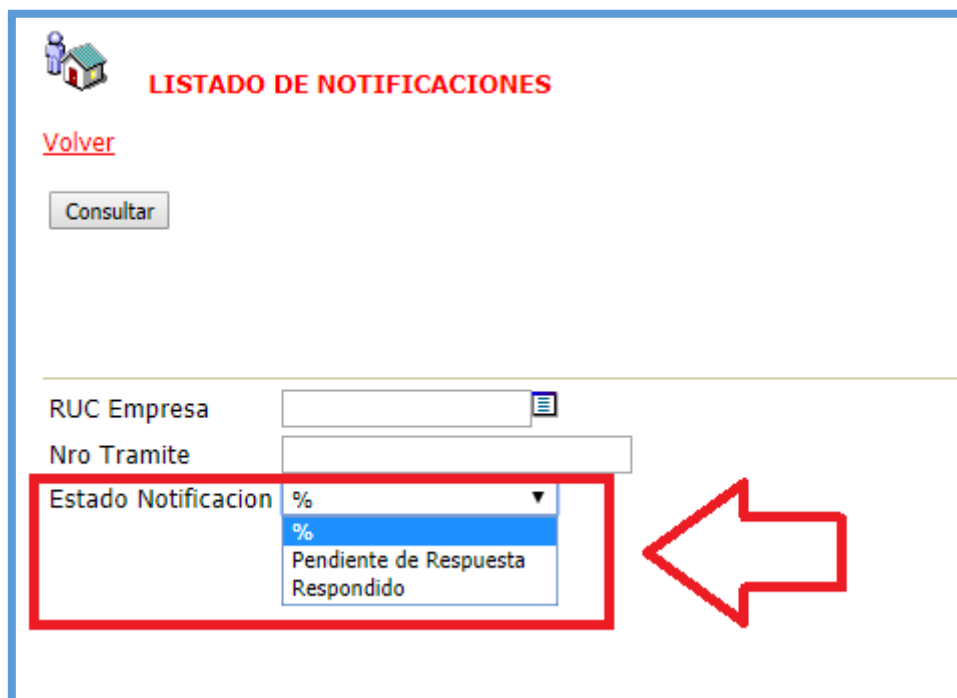 LISTADO DE NOTIFICACIONES
Volver
Consultar
RUC Empresa
Nro Tramite
Estado Notificacion %
%
Pendiente de Respuesta
Respondido